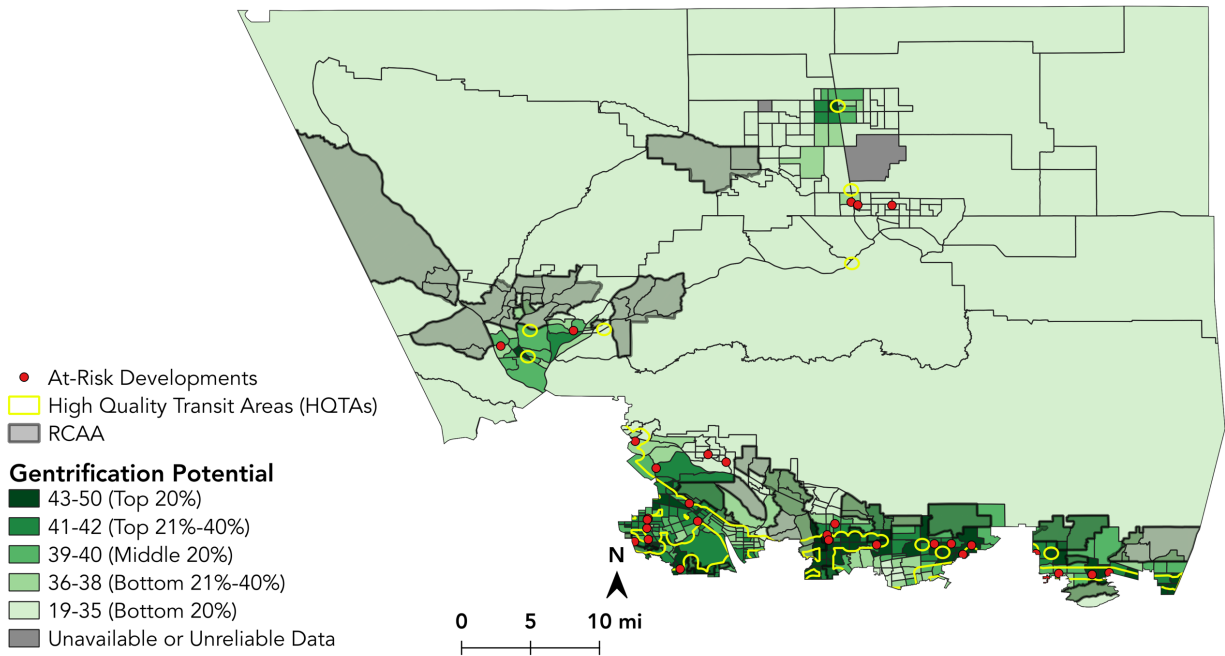 At-Risk Developments
High Quality Transit Areas (HQTAs)
RCAA
Gentrification Potential
43-50 (Top 20%)
41-42 (Top 21%-40%)
39-40 (Middle 20%)
36-38 (Bottom 21%-40%)
19-35 (Bottom 20%)
Unavailable or Unreliable Data
N
0 5 10 mi